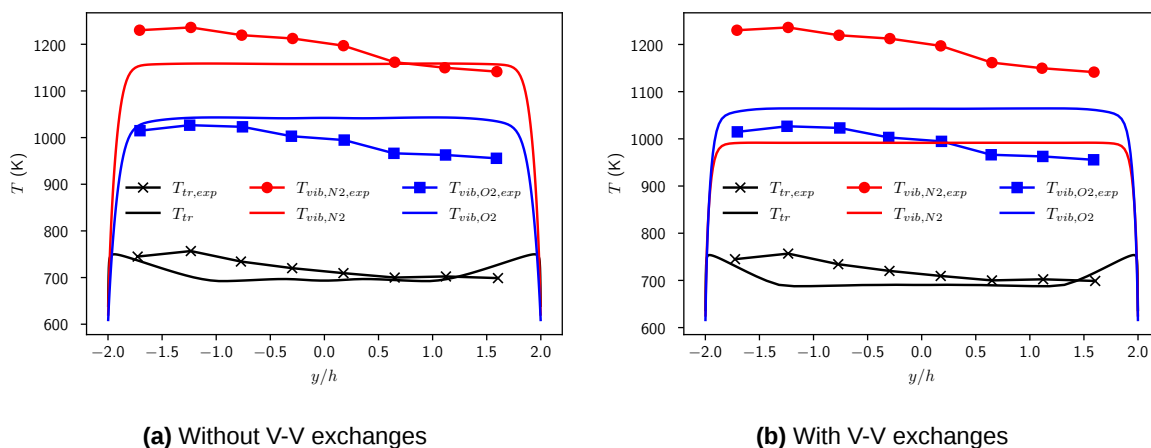 1200
1100
1000
900
800
700
600
T (K)
−2.0 −1.5 −1.0 −0.5 0.0 0.5 1.0 1.5 2.0
y/h
T_{tr,exp} T_{vib,N2,exp} T_{vib,O2,exp}
T_{tr} T_{vib,N2} T_{vib,O2}
(a) Without V-V exchanges
1200
1100
1000
900
800
700
600
T (K)
−2.0 −1.5 −1.0 −0.5 0.0 0.5 1.0 1.5 2.0
y/h
T_{tr,exp} T_{vib,N2,exp} T_{vib,O2,exp}
T_{tr} T_{vib,N2} T_{vib,O2}
(b) With V-V exchanges